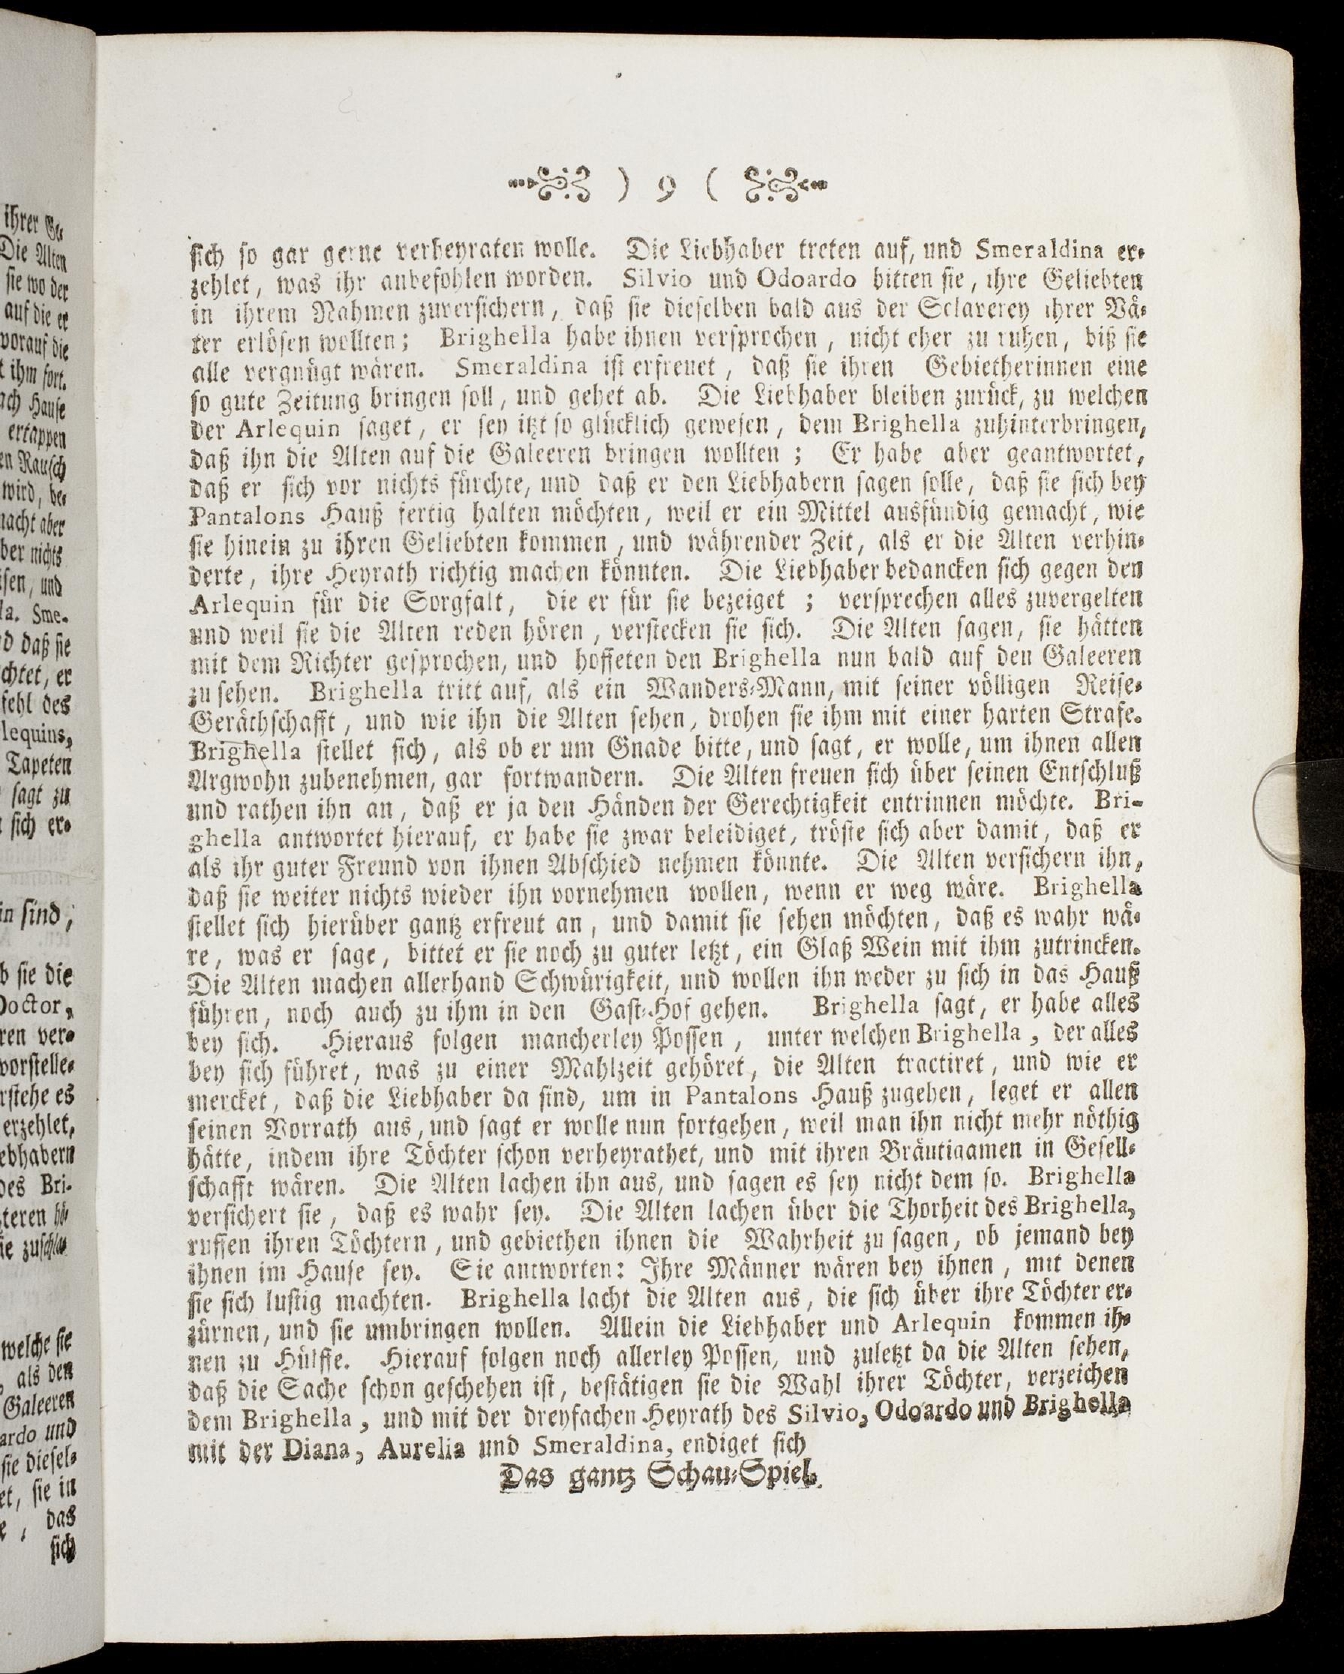 ) 9 (
sich so gar gerne verheyraten wolle. Die Liebhaber treten auf, und Smeraldina er-
zehlet, was ihr anbefohlen worden. Silvio und Odoardo bitten sie, ihre Geliebten
in ihrem Nahmen zuversichern, daß sie dieselben bald aus der Sclaverey ihrer Vä-
ter erlösen wollten; Brighella habe ihnen versprochen, nicht eher zu ruhen, biß sie
alle vergnügt wären. Smeraldina ist erfreuet, daß sie ihren Gebietherinnen eine
so gute Zeitung bringen soll, und gehet ab. Die Liebhaber bleiben zurück, zu welchen
der Arlequin saget, er sey itzt so glücklich gewesen, dem Brighella zuhinterbringen,
daß ihn die Alten auf die Galeeren bringen wollten; Er habe aber geantwortet,
daß er sich vor nichts fürchte, und daß er den Liebhabern sagen solle, daß sie sich bey
Pantalons Hauß fertig halten möchten, weil er ein Mittel ausfündig gemacht, wie
sie hinein zu ihren Geliebten kommen, und währender Zeit, als er die Alten verhin-
derte, ihre Heyrath richtig machen könnten. Die Liebhaber bedancken sich gegen den
Arlequin für die Sorgfalt, die er für sie bezeiget; versprechen alles zuvergelten
und weil sie die Alten reden hören, verstecken sie sich. Die Alten sagen, sie hätten
mit dem Richter gesprochen, und hoffeten den Brighella nun bald auf den Galeeren
zu sehen. Brighella tritt auf, als ein Wanders-Mann, mit seiner völligen Reise-
Geräthschafft, und wie ihn die Alten sehen, drohen sie ihm mit einer harten Strafe.
Brighella stellet sich, als ob er um Gnade bitte, und sagt, er wolle, um ihnen allen
Argwohn zubenehmen, gar fortwandern. Die Alten freuen sich über seinen Entschluß
und rathen ihn an, daß er ja den Händen der Gerechtigkeit entrinnen möchte. Bri-
ghella antwortet hierauf, er habe sie zwar beleidiget, tröste sich aber damit, daß er
als ihr guter Freund von ihnen Abschied nehmen könnte. Die Alten versichern ihn,
daß sie weiter nichts wieder ihn vornehmen wollen, wenn er weg wäre. Brighella
stellet sich hierüber gantz erfreut an, und damit sie sehen möchten, daß es wahr wä-
re, was er sage, bittet er sie noch zu guter letzt, ein Glaß Wein mit ihm zutrincken.
Die Alten machen allerhand Schwürigkeit, und wollen ihn weder zu sich in das Hauß
führen, noch auch zu ihm in den Gast-Hof gehen. Brighella sagt, er habe alles
bey sich. Hieraus folgen mancherley Possen, unter welchen Brighella, der alles
bey sich führet, was zu einer Mahlzeit gehöret, die Alten tractiret, und wie er
mercket, daß die Liebhaber da sind, um in Pantalons Hauß zugehen, leget er allen
seinen Vorrath aus, und sagt er wolle nun fortgehen, weil man ihn nicht mehr nöthig
hätte, indem ihre Töchter schon verheyrathet, und mit ihren Bräutigamen in Gesell-
schafft wären. Die Alten lachen ihn aus, und sagen es sey nicht dem so. Brighella
versichert sie, daß es wahr sey. Die Alten lachen über die Thorheit des Brighella,
ruffen ihren Töchtern, und gebiethen ihnen die Wahrheit zu sagen, ob jemand bey
ihnen im Hause sey. Sie antworten: Ihre Männer wären bey ihnen, mit denen
sie sich lustig machten. Brighella lacht die Alten aus, die sich über ihre Töchter er-
zürnen, und sie umbringen wollen. Allein die Liebhaber und Arlequin kommen ih-
nen zu Hülffe. Hierauf folgen noch allerley Possen, und zuletzt da die Alten sehen,
daß die Sache schon geschehen ist, bestätigen sie die Wahl ihrer Töchter, verzeichen
dem Brighella, und mit der dreyfachen Heyrath des Silvio, Odoardo und Brighella
mit der Diana, Aurelia und Smeraldina, endiget sich
Das gantz Schau-Spiel.